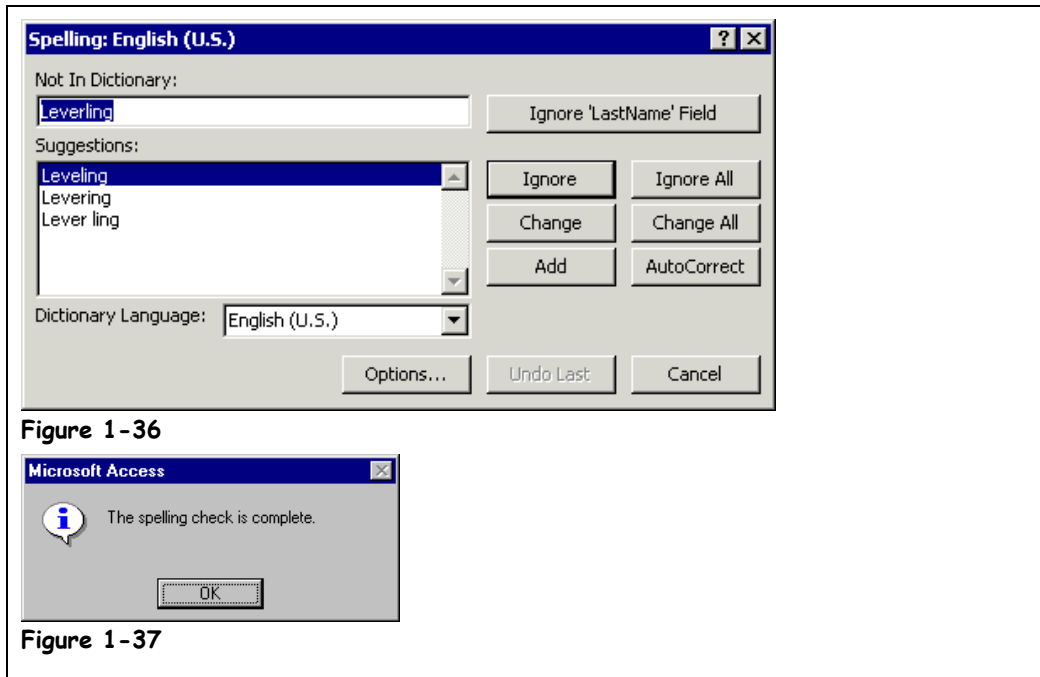 Spelling: English (U.S.)
Not In Dictionary:
Leverling
Ignore 'LastName' Field
Suggestions:
Leveling
Levering
Lever ling
Ignore
Ignore All
Change
Change All
Add
AutoCorrect
Dictionary Language:
English (U.S.)
Options...
Undo Last
Cancel
Figure 1-36
Microsoft Access
The spelling check is complete.
OK
Figure 1-37